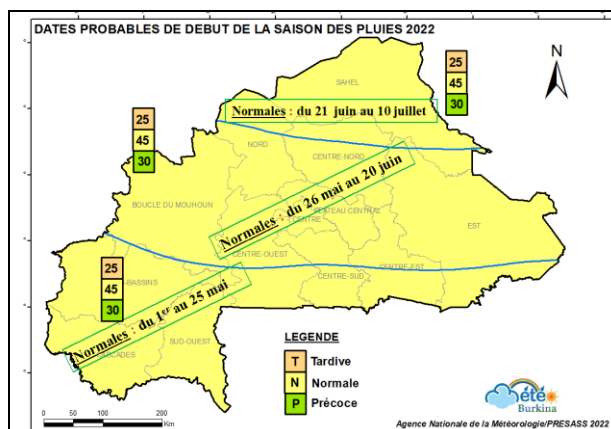 DATES PROBABLES DE DEBUT DE LA SAISON DES PLUIES 2022
N
25
45
30
SAHEL
Normales : du 21 juin au 10 juillet
25
45
30
NORD
CENTRE-NORD
Normales : du 26 mai au 20 juin
BOUCLE DU MOUHOUN
PLATEAU CENTRAL
CENTRE
EST
CENTRE-OUEST
CENTRE-EST
CENTRE-SUD
25
45
30
-BASSINS
Normales : du 1er au 25 mai
SUD-OUEST
CASCADES
LEGENDE
T Tardive
N Normale
P Précoce
0 50 100 200
Km
Météo
Burkina
Agence Nationale de la Météorologie/PRESASS 2022